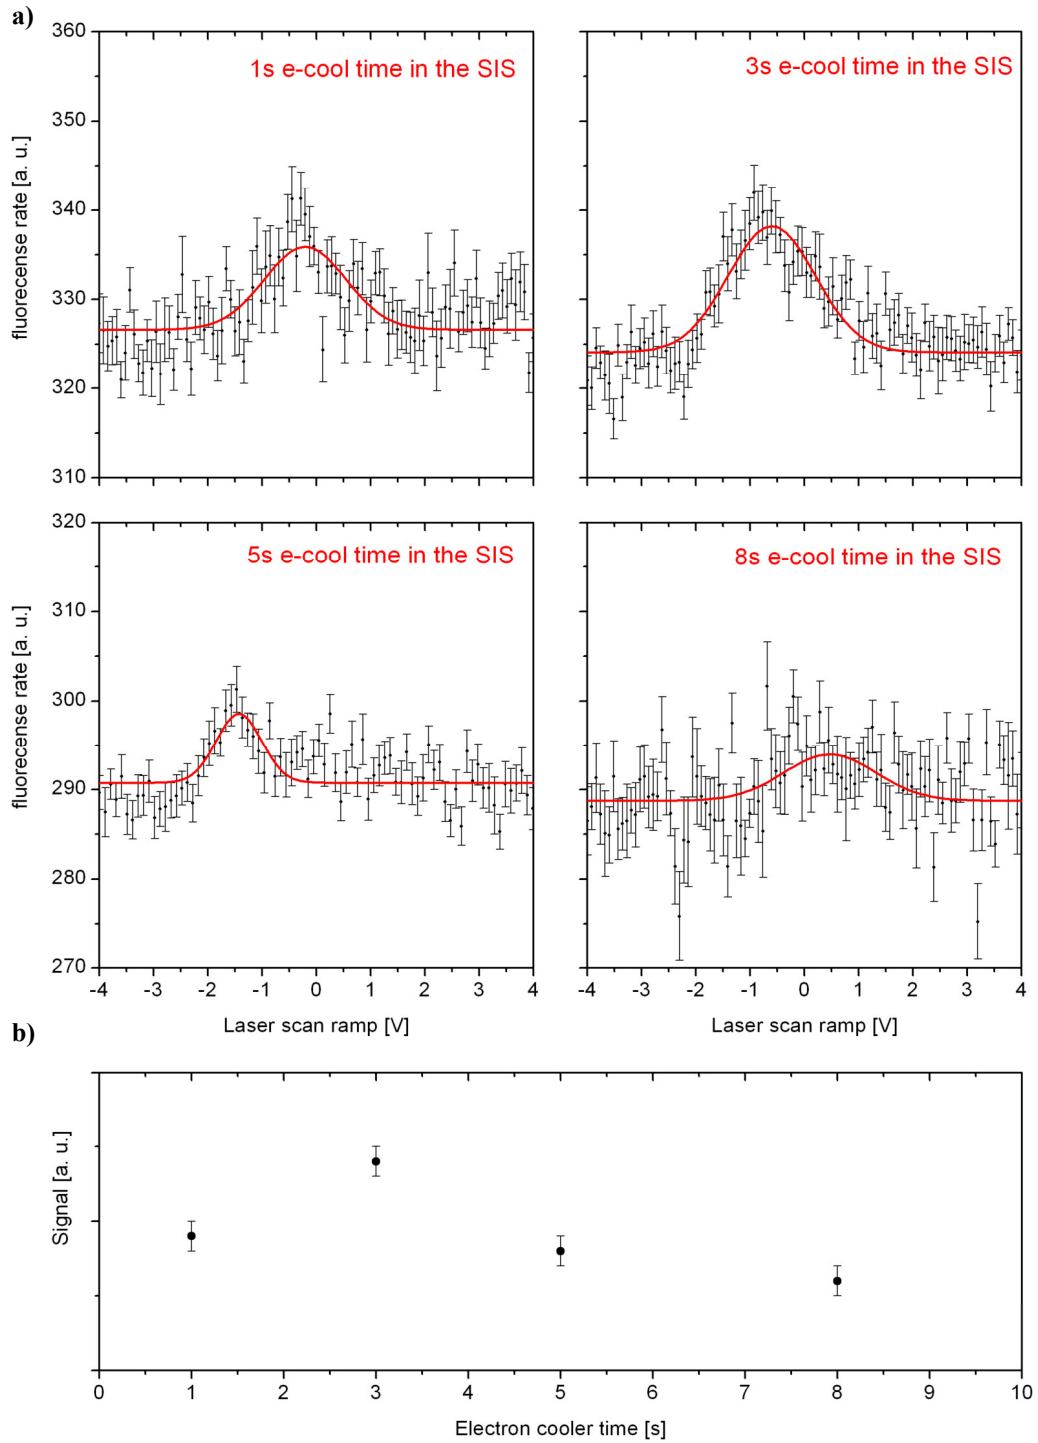 a)
360
350
340
330
320
310
fluorecense rate [a. u.]
1s e-cool time in the SIS
3s e-cool time in the SIS
320
310
300
290
280
270
fluorecense rate [a. u.]
5s e-cool time in the SIS
8s e-cool time in the SIS
-4 -3 -2 -1 0 1 2 3 4
-4 -3 -2 -1 0 1 2 3 4
Laser scan ramp [V]
Laser scan ramp [V]
b)
Signal [a. u.]
0 1 2 3 4 5 6 7 8 9 10
Electron cooler time [s]